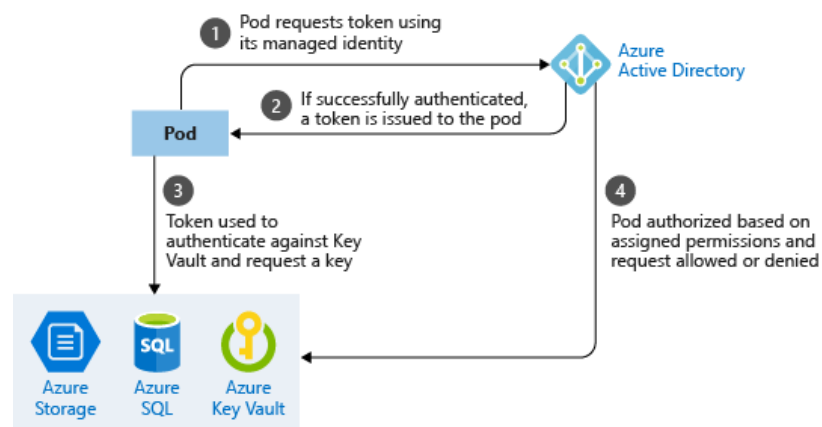 1
Pod requests token using
its managed identity
Azure
Active Directory
2
If successfully authenticated,
a token is issued to the pod
Pod
3
Token used to
authenticate against Key
Vault and request a key
4
Pod authorized based on
assigned permissions and
request allowed or denied
SQL
Azure
Storage
Azure
SQL
Azure
Key Vault